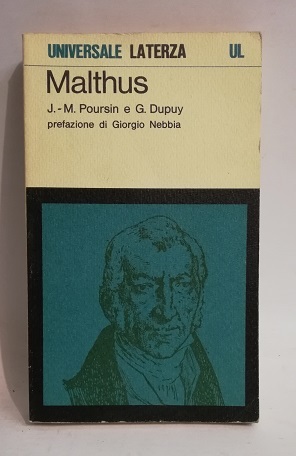 UNIVERSALE LATERZA UL
Malthus
J.-M. Poursin e G. Dupuy
prefazione di Giorgio Nebbia